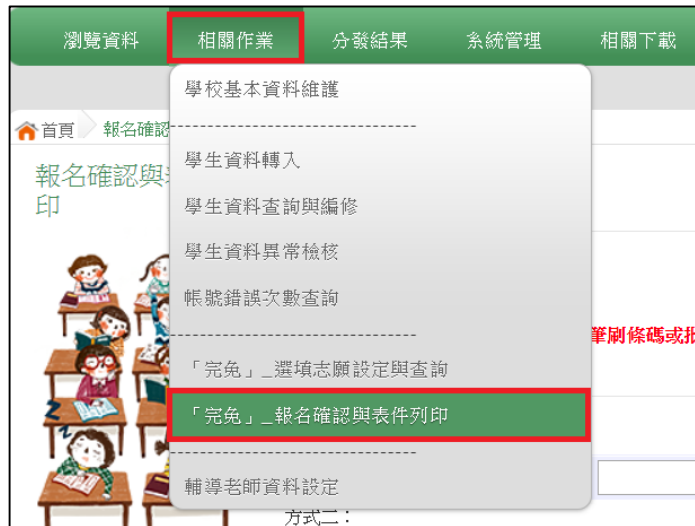 瀏覽資料 相關作業 分發結果 系統管理 相關下載
學校基本資料維護
首頁 報名確認
--------------------------------
學生資料轉入
報名確認與
印
學生資料查詢與編修
學生資料異常檢核
帳號錯誤次數查詢
--------------------------------
筆刷條碼或
「完免」_選填志願設定與查詢
「完免」_報名確認與表件列印
--------------------------------
輔導老師資料設定
方式二：